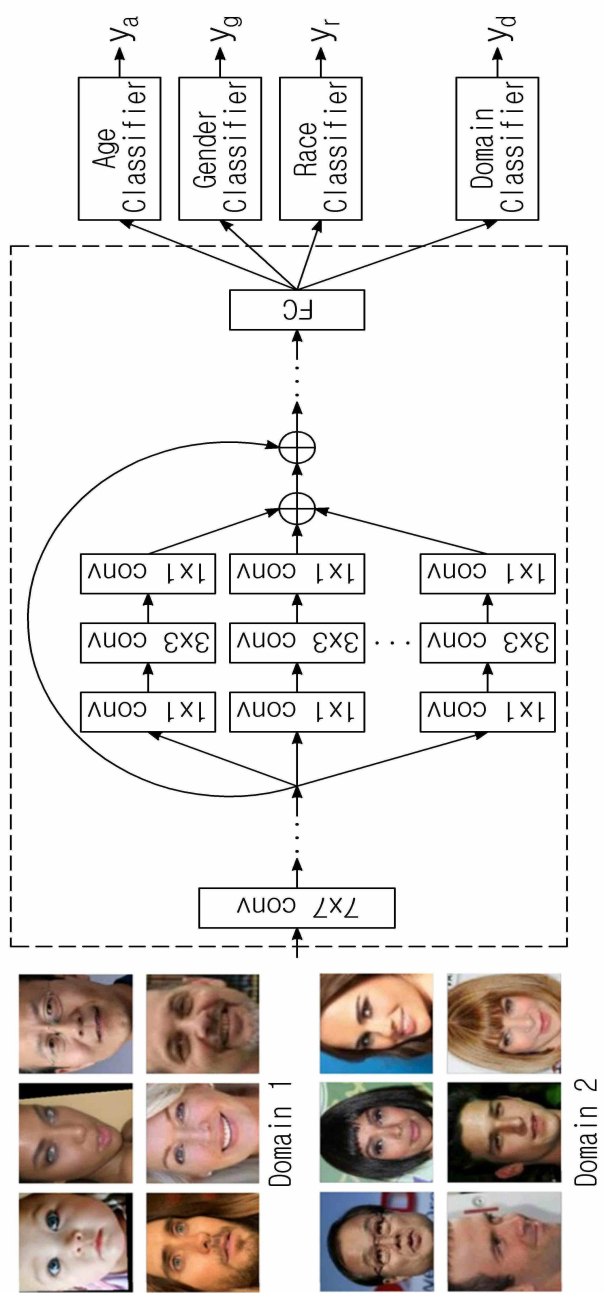 Domain 1
Domain 2
7x7 conv
...
1x1 conv
3x3 conv
1x1 conv
1x1 conv
3x3 conv
1x1 conv
...
1x1 conv
3x3 conv
1x1 conv
...
FC
Age
Classifier
ya
Gender
Classifier
yg
Race
Classifier
yr
Domain
Classifier
yd